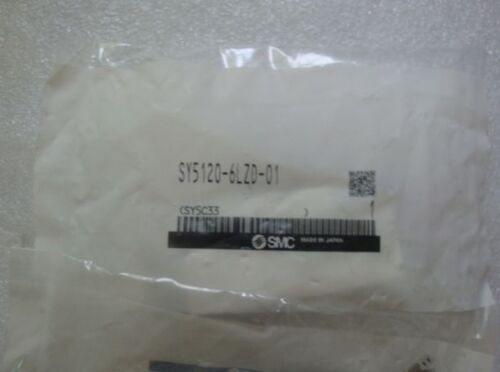 SY5120-6LZD-01
(SY5C33 )
SMC MADE IN JAPAN